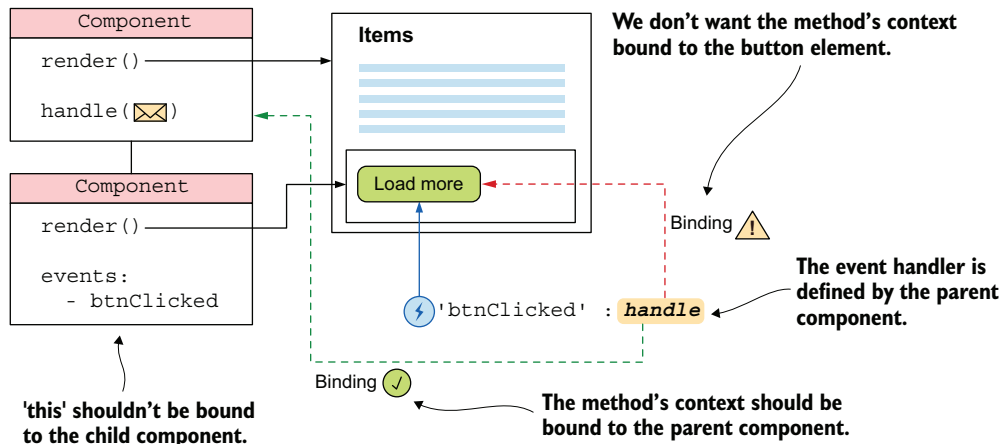 Component
render()
handle( )
Component
render()
events:
- btnClicked
'this' shouldn't be bound
to the child component.
Items
Load more
'btnClicked' : handle
Binding
The method's context should be
bound to the parent component.
We don't want the method's context
bound to the button element.
Binding
!
The event handler is
defined by the parent
component.